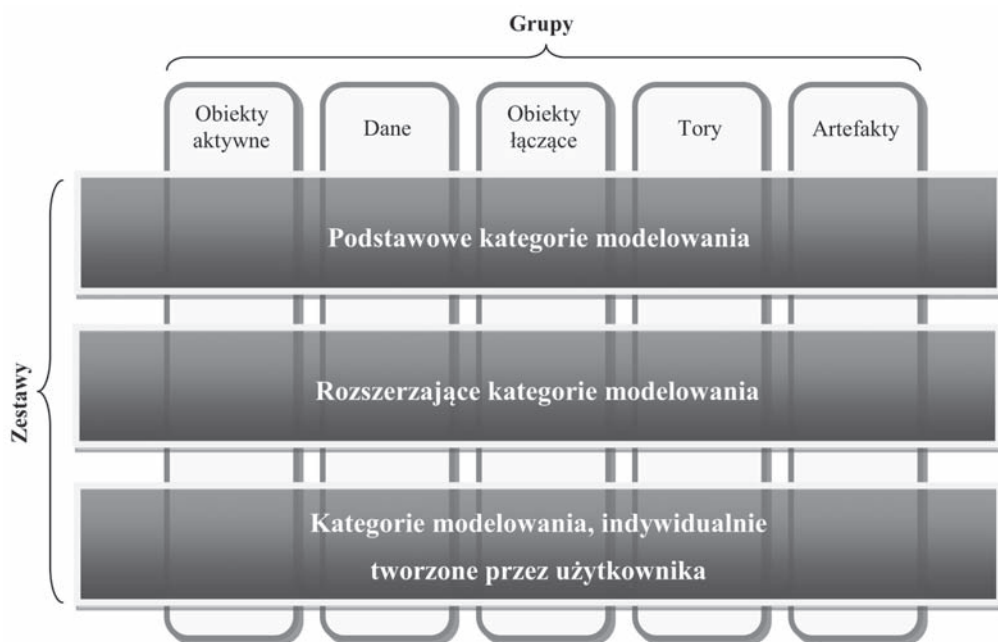 Grupy
Obiekty
aktywne
Dane
Obiekty
łączące
Tory
Artefakty
Zestawy
Podstawowe kategorie modelowania
Rozszerzające kategorie modelowania
Kategorie modelowania, indywidualnie
tworzone przez użytkownika